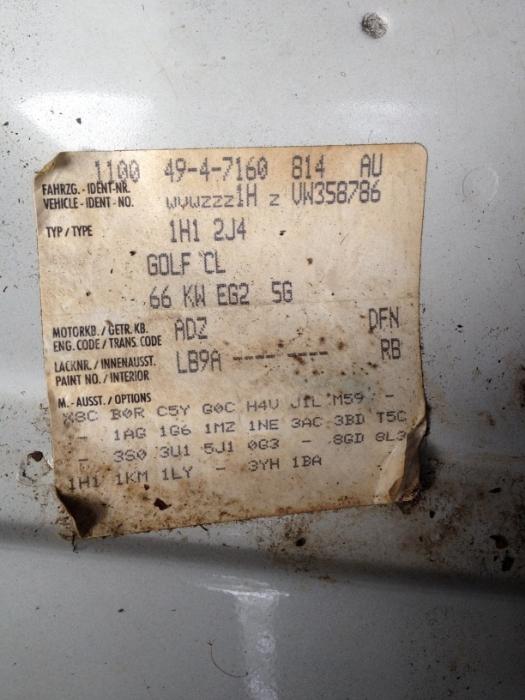 1100 49-4-7160 814 AU
FAHRZG.-IDENT-NR.
VEHICLE-IDENT-NO. WVWZZZ1H Z VW358786
TYP/TYPE 1H1 2J4
GOLF CL
66 KW EG2 5G
MOTORKB./GETR.KB.
ENG.CODE/TRANS.CODE ADZ DFN
LACKNR./INNENAUSST.
PAINT NO./INTERIOR LB9A ---- ---- RB
M.-AUSST./OPTIONS
X8C B0R C5Y G0C H4U J1L M59 -
- 1AG 1G6 1MZ 1NE 3AC 3BD T5C
- 3S0 3U1 5J1 0G3 - 8GD 8L3
1H1 1KM 1LY - 3YH 1BA